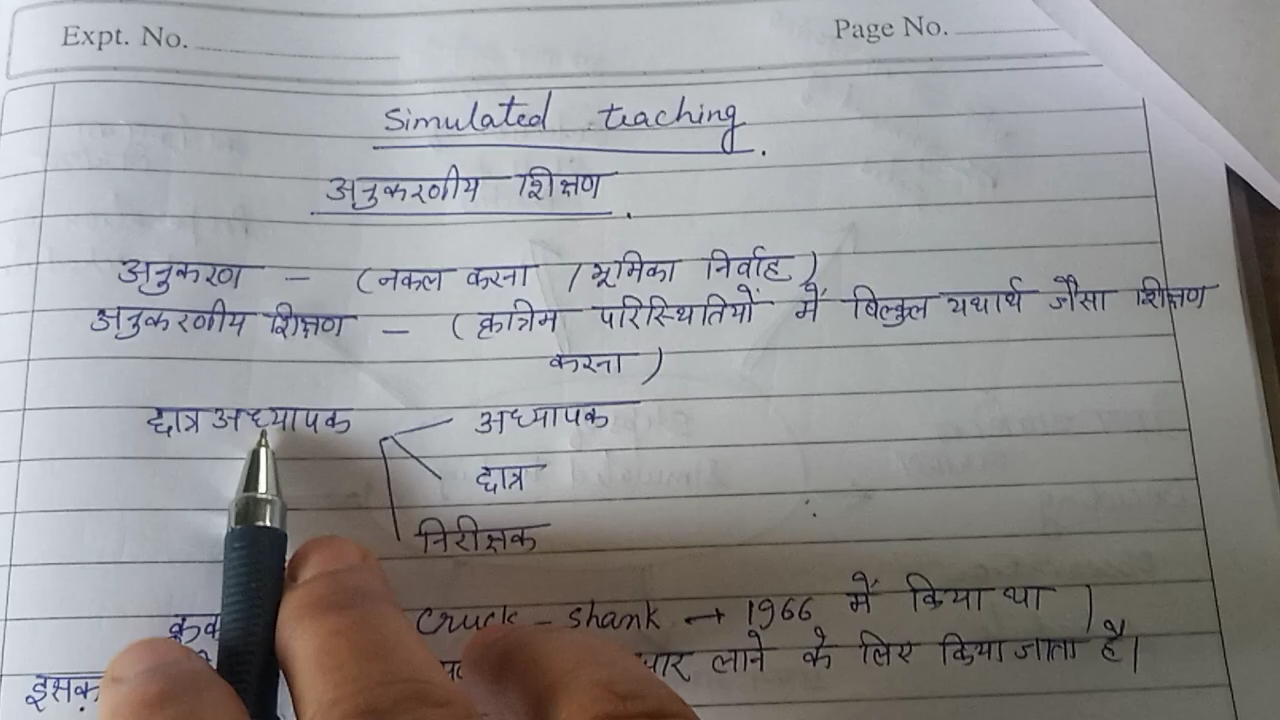 Expt. No.
Page No.
Simulated teaching
अनुकरणीय शिक्षण
अनुकरण - (नकल करना / भूमिका निर्वाह)
अनुकरणीय शिक्षण - (कृत्रिम परिस्थितियों में बिल्कुल यथार्थ जैसा शिक्षण
करना)
छात्र अध्यापक अध्यापक
छात्र
निरीक्षक
cruck - shank → 1966 में किया था
लाने के लिए किया जाता है।